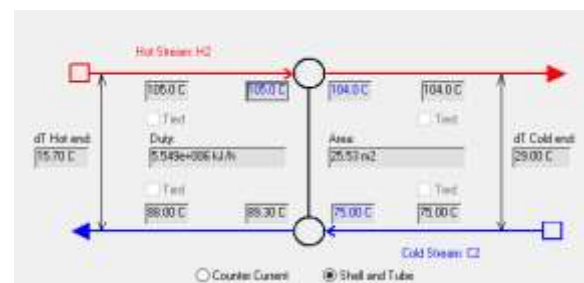 Hot Stream: H2
105.0 C 105.0 C 104.0 C 104.0 C
Tied Tied
dT Hot end: Duty: Area: dT Cold end:
15.70 C 5.549e+006 kJ/h 25.53 m2 29.00 C
Tied Tied
88.00 C 89.30 C 75.00 C 75.00 C
Cold Stream: C2
Counter Current Shell and Tube